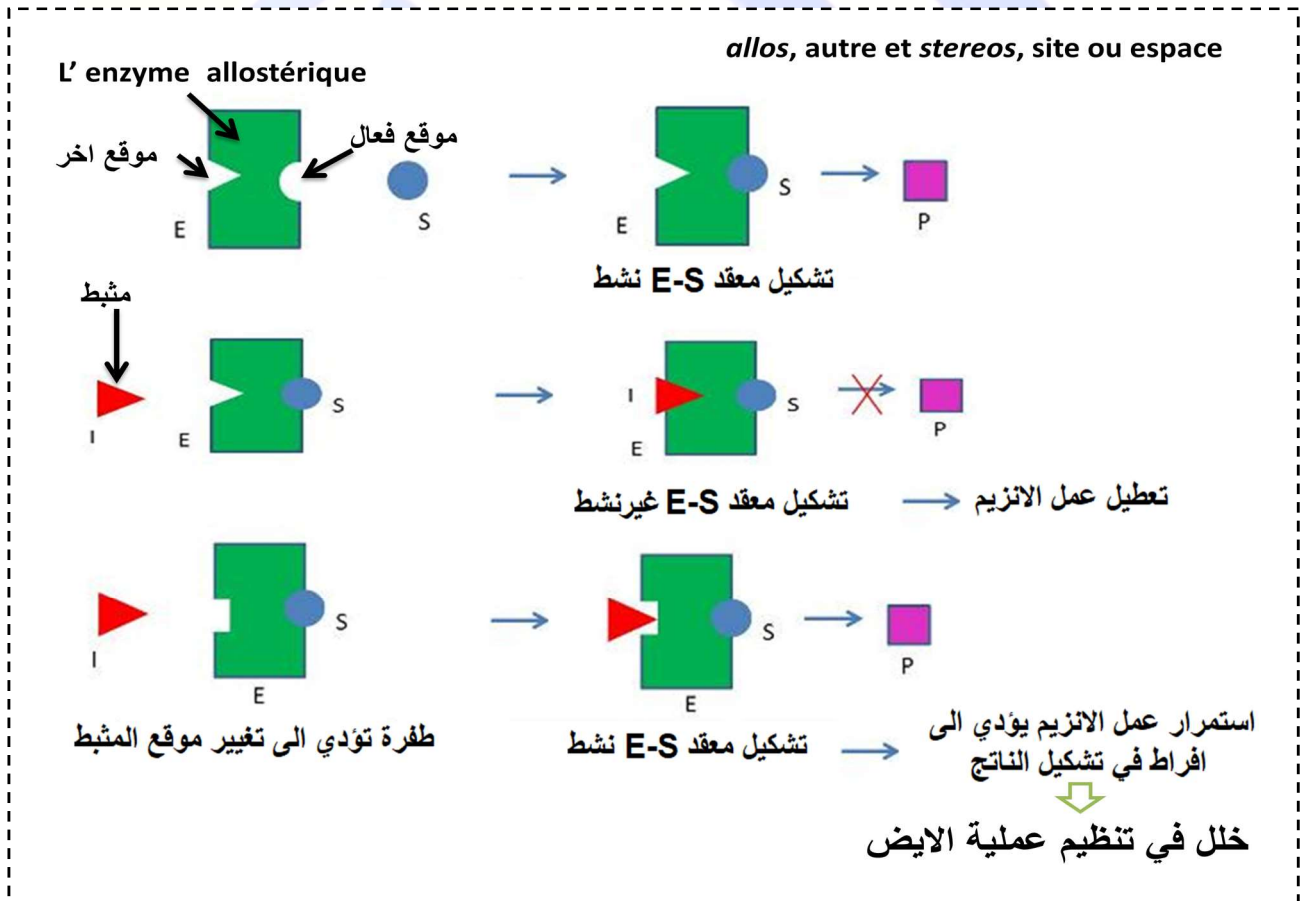 allos, autre et stereos, site ou espace
L’ enzyme allostérique
موقع فعال
موقع اخر
E
S
E
S
P
تشكيل معقد E-S نشط
مثبط
I
E
S
I
E
S
P
تشكيل معقد E-S غيرنشط
تعطيل عمل الانزيم
I
E
S
E
S
P
طفرة تؤدي الى تغيير موقع المثبط
تشكيل معقد E-S نشط
استمرار عمل الانزيم يؤدي الى
افراط في تشكيل الناتج
خلل في تنظيم عملية الايض